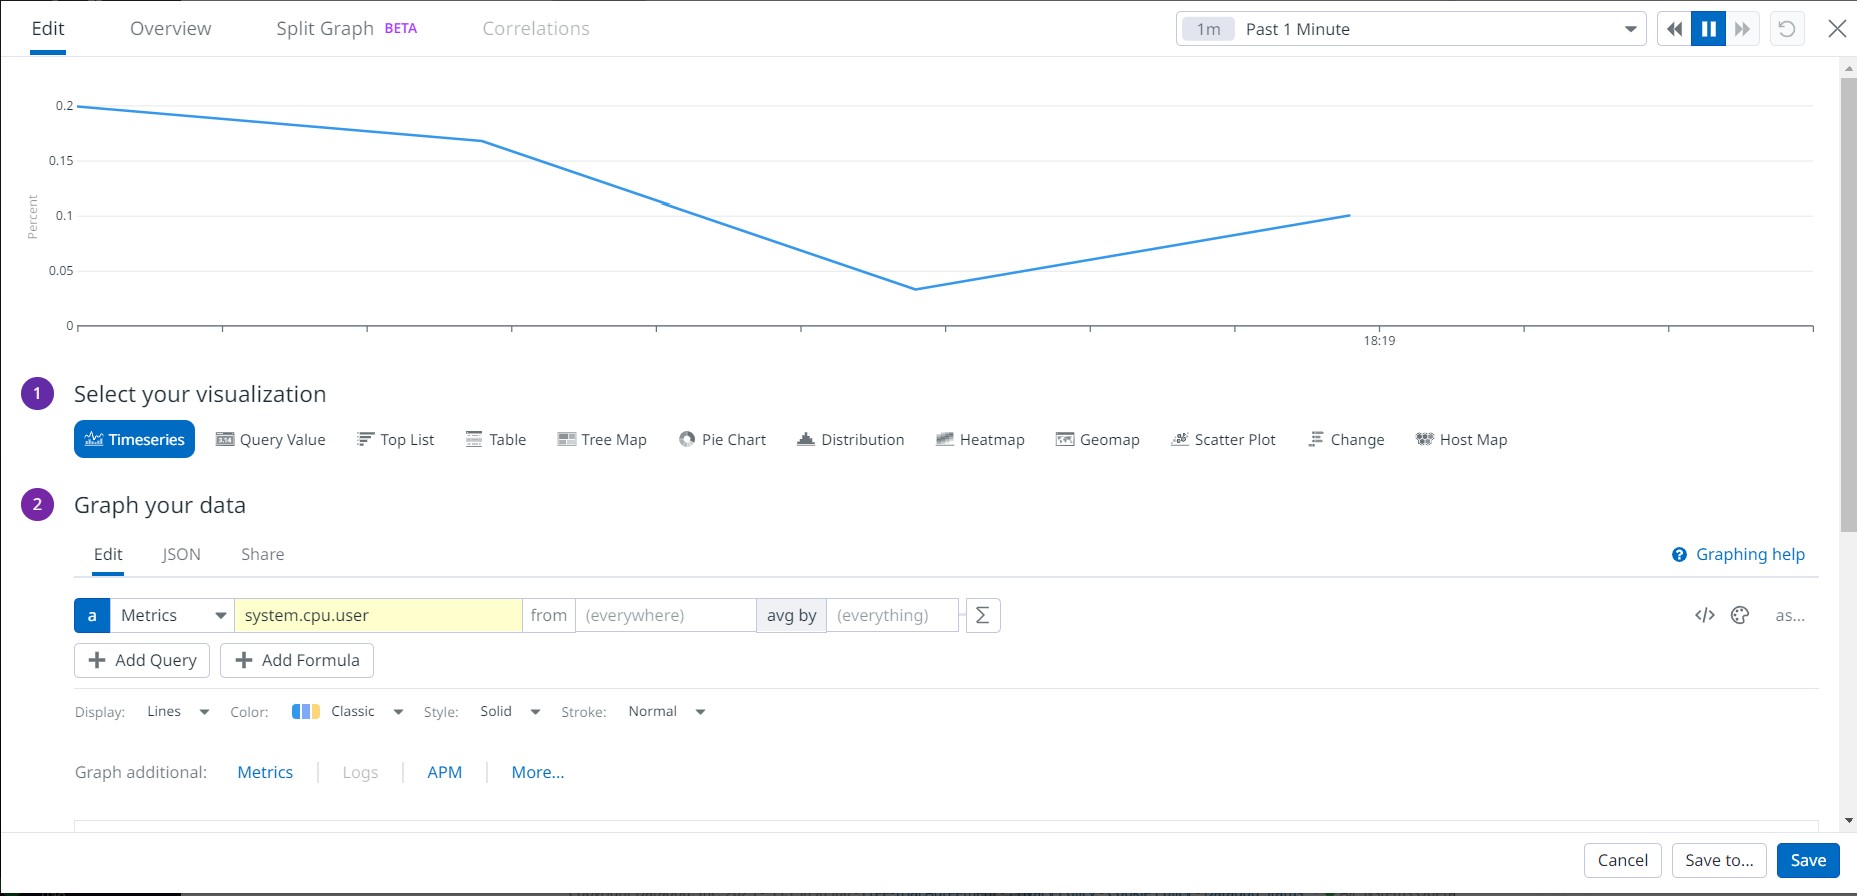 Edit Overview Split Graph BETA Correlations 1m Past 1 Minute
0.2
0.15
0.1
0.05
0
Percent
18:19
1 Select your visualization
Timeseries Query Value Top List Table Tree Map Pie Chart Distribution Heatmap Geomap Scatter Plot Change Host Map
2 Graph your data
Edit JSON Share ? Graphing help
a Metrics system.cpu.user from (everywhere) avg by (everything) Σ </> as...
+ Add Query + Add Formula
Display: Lines Color: Classic Style: Solid Stroke: Normal
Graph additional: Metrics | Logs | APM | More...
Cancel Save to... Save